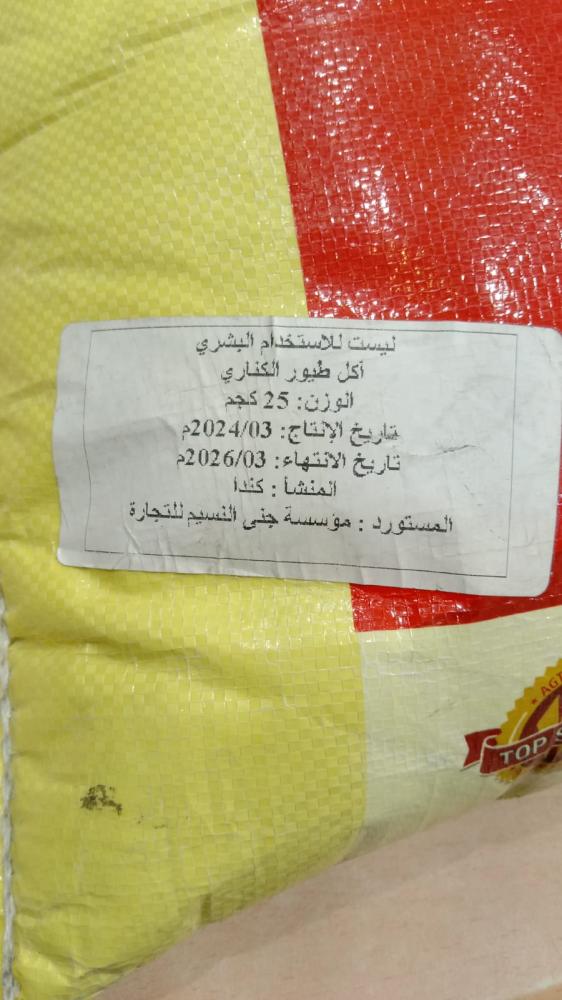 ليست للاستخدام البشري
أكل طيور الكناري
الوزن: 25 كجم
تاريخ الإنتاج: 2024/03م
تاريخ الانتهاء: 2026/03م
المنشأ : كندا
المستورد : مؤسسة جنى النسيم للتجارة
TOP